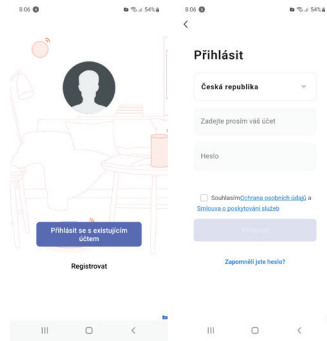 8:06
54%
Přihlásit se s existujícím
účtem
Registrovat
8:06
54%
Přihlásit
Česká republika
Zadejte prosím váš účet
Heslo
SouhlasímOchrana osobních údajů a
Smlouva o poskytování služeb
Přihlásit
Zapomněli jste heslo?